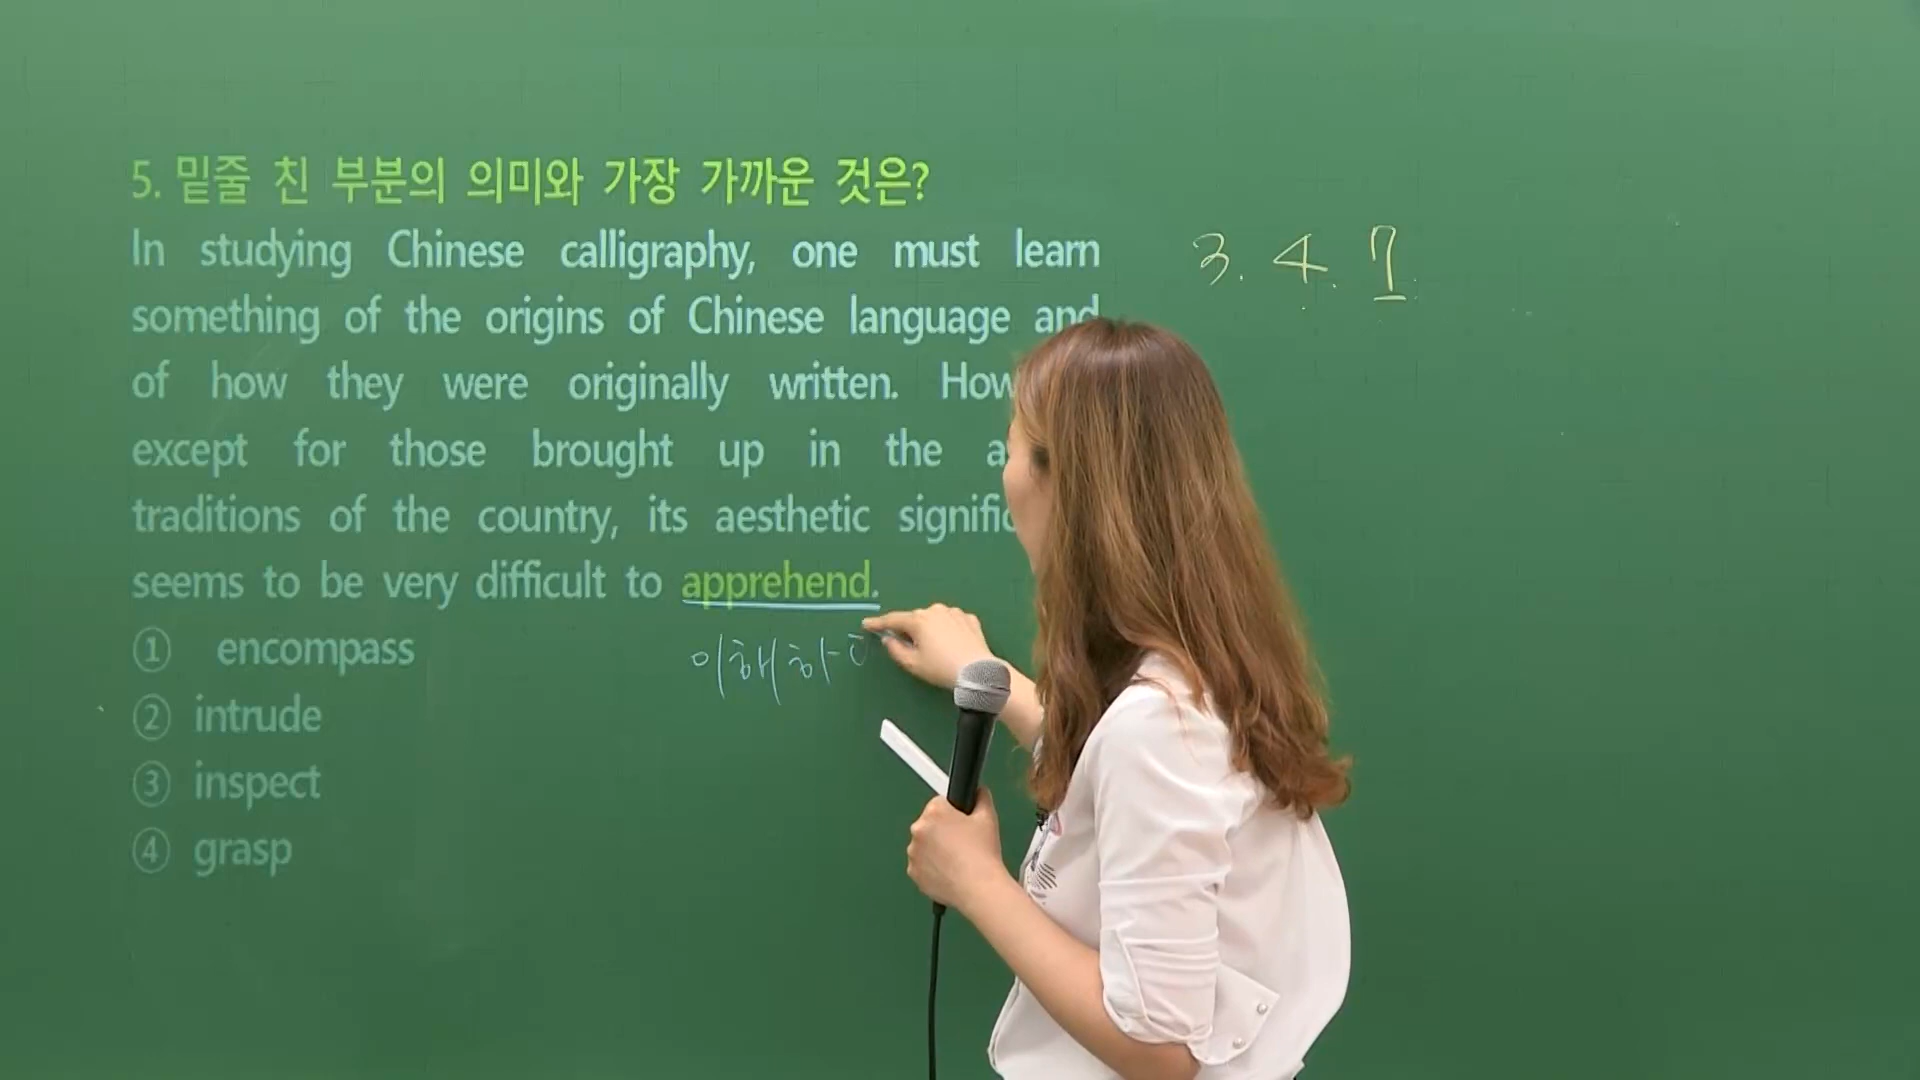 5. 밑줄 친 부분의 의미와 가장 가까운 것은?
In studying Chinese calligraphy, one must learn
3. 4. 7.
something of the origins of Chinese language and
of how they were originally written.
except for those brought up in the
traditions of the country, its aesthetic
seems to be very difficult to apprehend.
이해하
① encompass
② intrude
③ inspect
④ grasp